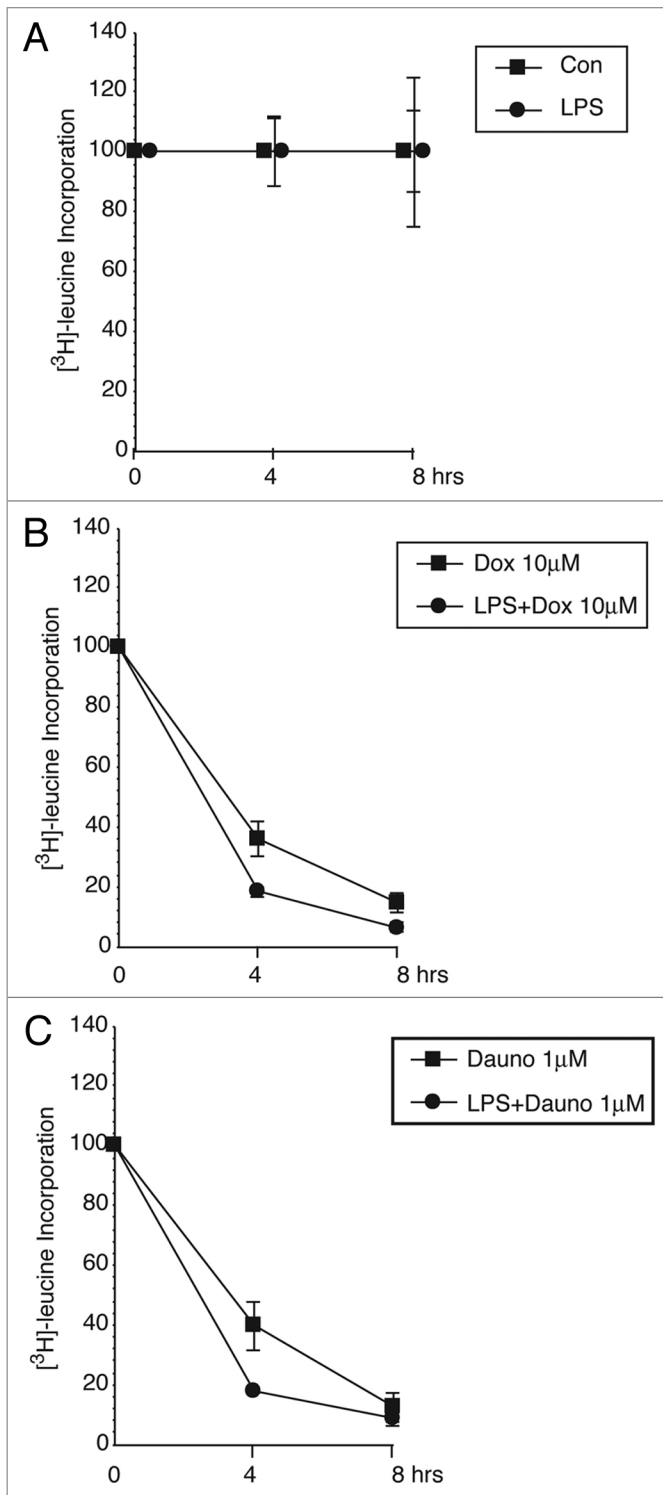 A
140
120
100
80
60
40
20
0
[³H]-leucine Incorporation
0 4 8 hrs
Con
LPS
B
140
120
100
80
60
40
20
0
[³H]-leucine Incorporation
0 4 8 hrs
Dox 10µM
LPS+Dox 10µM
C
140
120
100
80
60
40
20
0
[³H]-leucine Incorporation
0 4 8 hrs
Dauno 1µM
LPS+Dauno 1µM